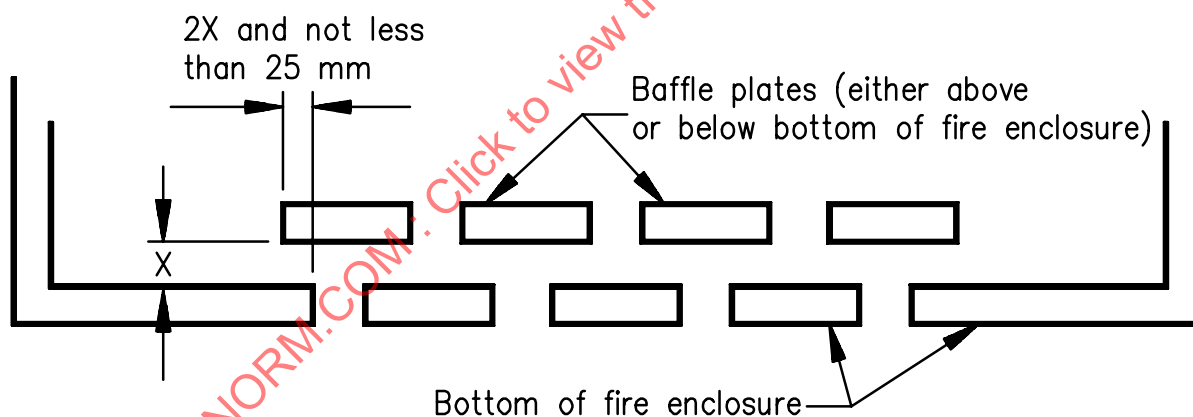 2X and not less
than 25 mm
Baffle plates (either above
or below bottom of fire enclosure)
X
Bottom of fire enclosure
NORM.COM : Click to view